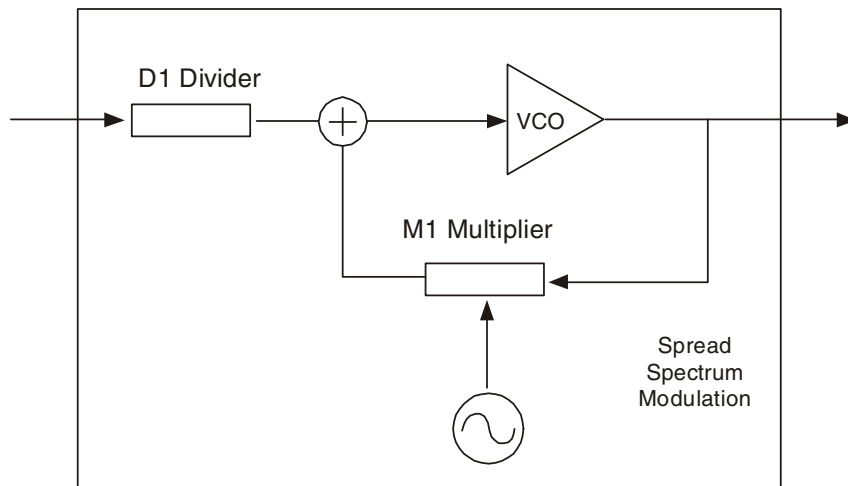 D1 Divider
VCO
M1 Multiplier
Spread
Spectrum
Modulation